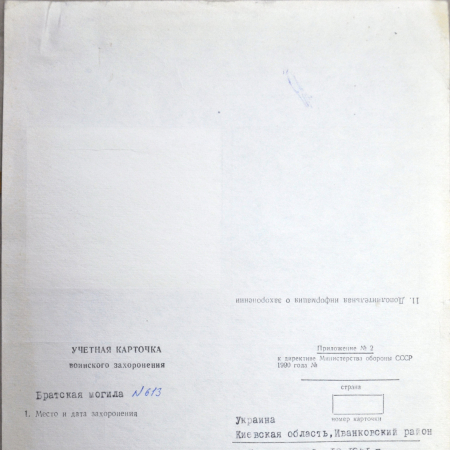 11. Дополнительная информация о захоронении
УЧЕТНАЯ КАРТОЧКА
воинского захоронения
Приложение № 2
к директиве Министерства обороны СССР
1990 года №
страна
номер карточки
Братская могила №613
1. Место и дата захоронения
Украина
Киевская область,Иванковский район